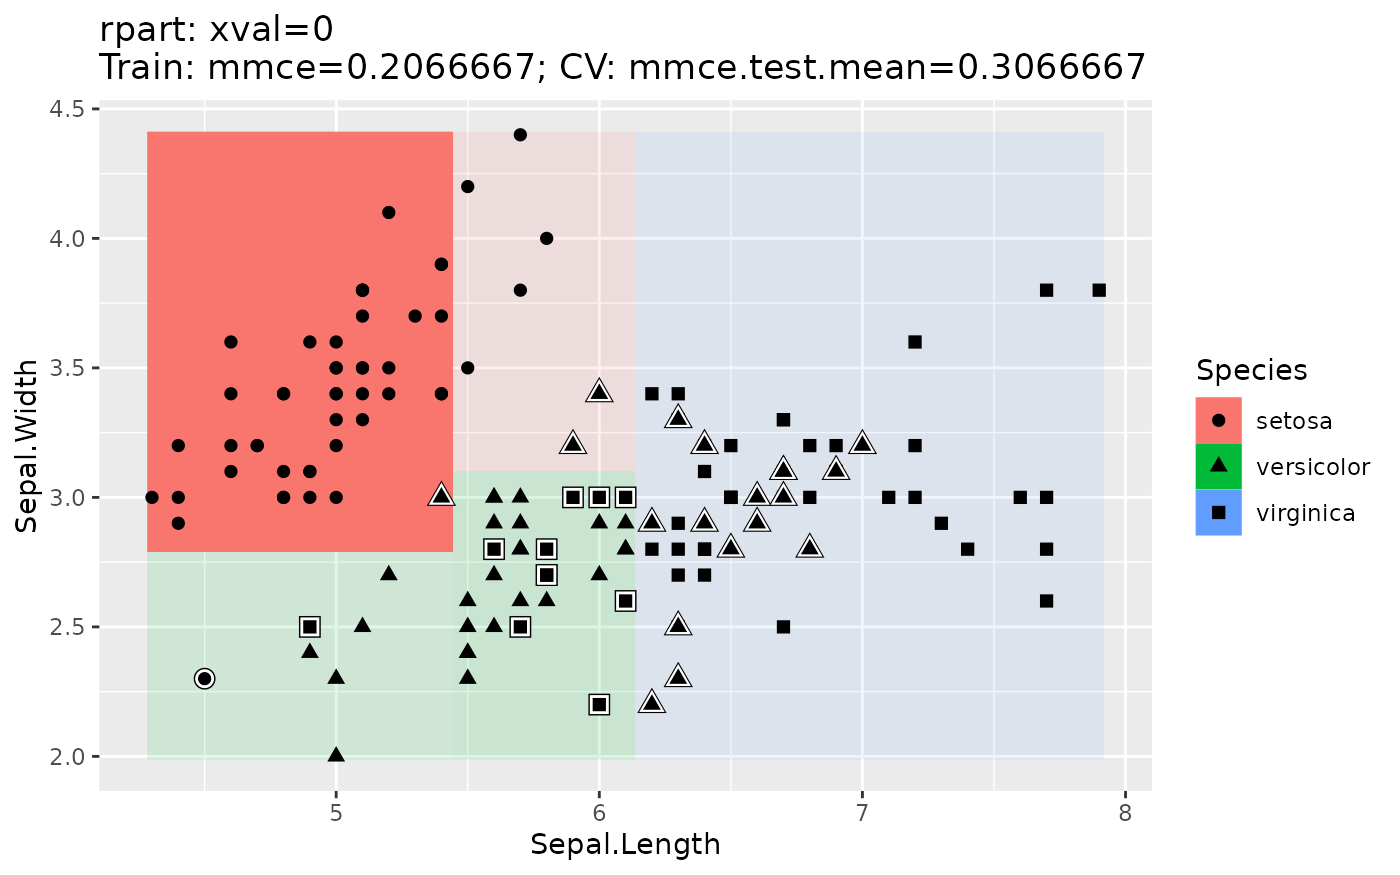 rpart: xval=0
Train: mmce=0.2066667; CV: mmce.test.mean=0.3066667
4.5
4.0
3.5
3.0
2.5
2.0
Sepal.Width
5
6
7
8
Sepal.Length
Species
setosa
versicolor
virginica